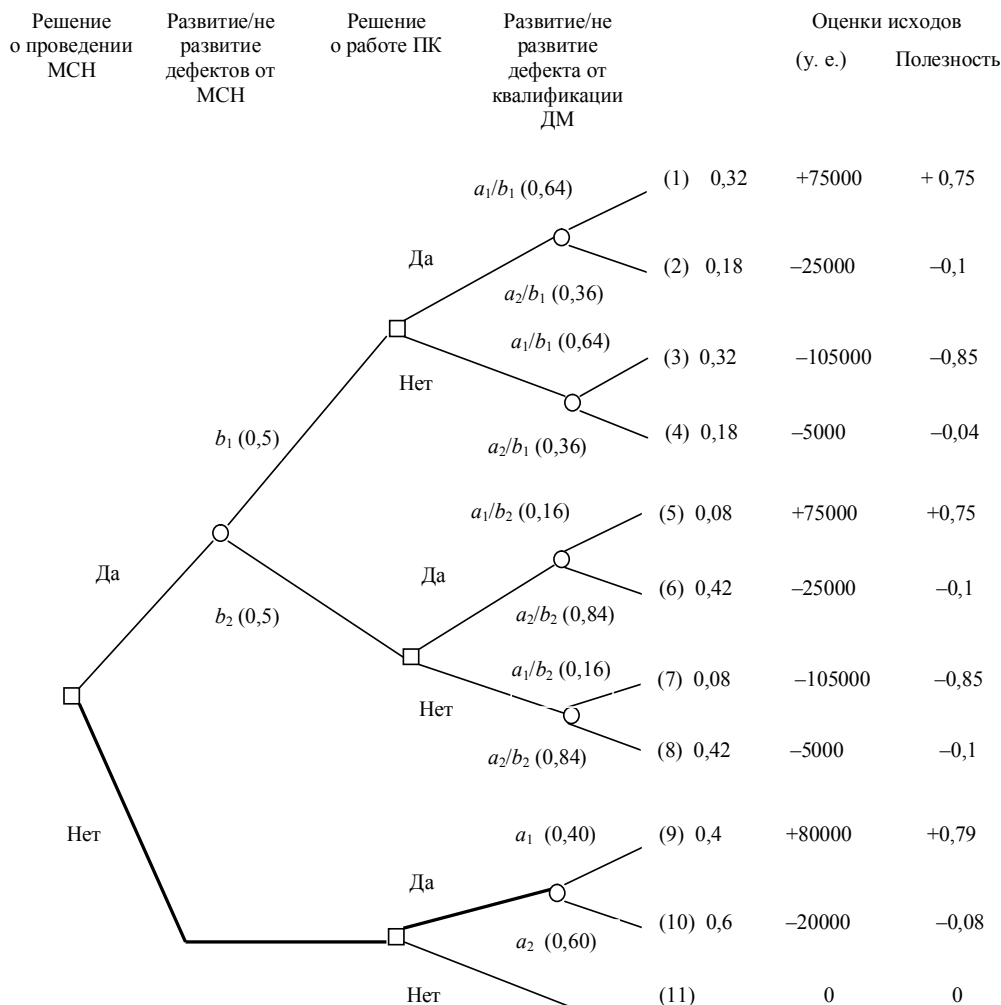 Решение
о проведении
МСН
Развитие/не
развитие
дефектов от
МСН
Решение
о работе ПК
Развитие/не
развитие
дефекта от
квалификации
ДМ
Оценки исходов
(у. е.) Полезность
a₁/b₁ (0,64) (1) 0,32 +75000 + 0,75
Да
(2) 0,18 –25000 –0,1
a₂/b₁ (0,36)
a₁/b₁ (0,64)
(3) 0,32 –105000 –0,85
Нет
(4) 0,18 –5000 –0,04
b₁ (0,5)
a₂/b₁ (0,36)
a₁/b₂ (0,16) (5) 0,08 +75000 +0,75
Да Да
(6) 0,42 –25000 –0,1
b₂ (0,5) a₂/b₂ (0,84)
a₁/b₂ (0,16)
(7) 0,08 –105000 –0,85
Нет
a₂/b₂ (0,84) (8) 0,42 –5000 –0,1
Нет a₁ (0,40) (9) 0,4 +80000 +0,79
Да
(10) 0,6 –20000 –0,08
a₂ (0,60)
Нет (11) 0 0